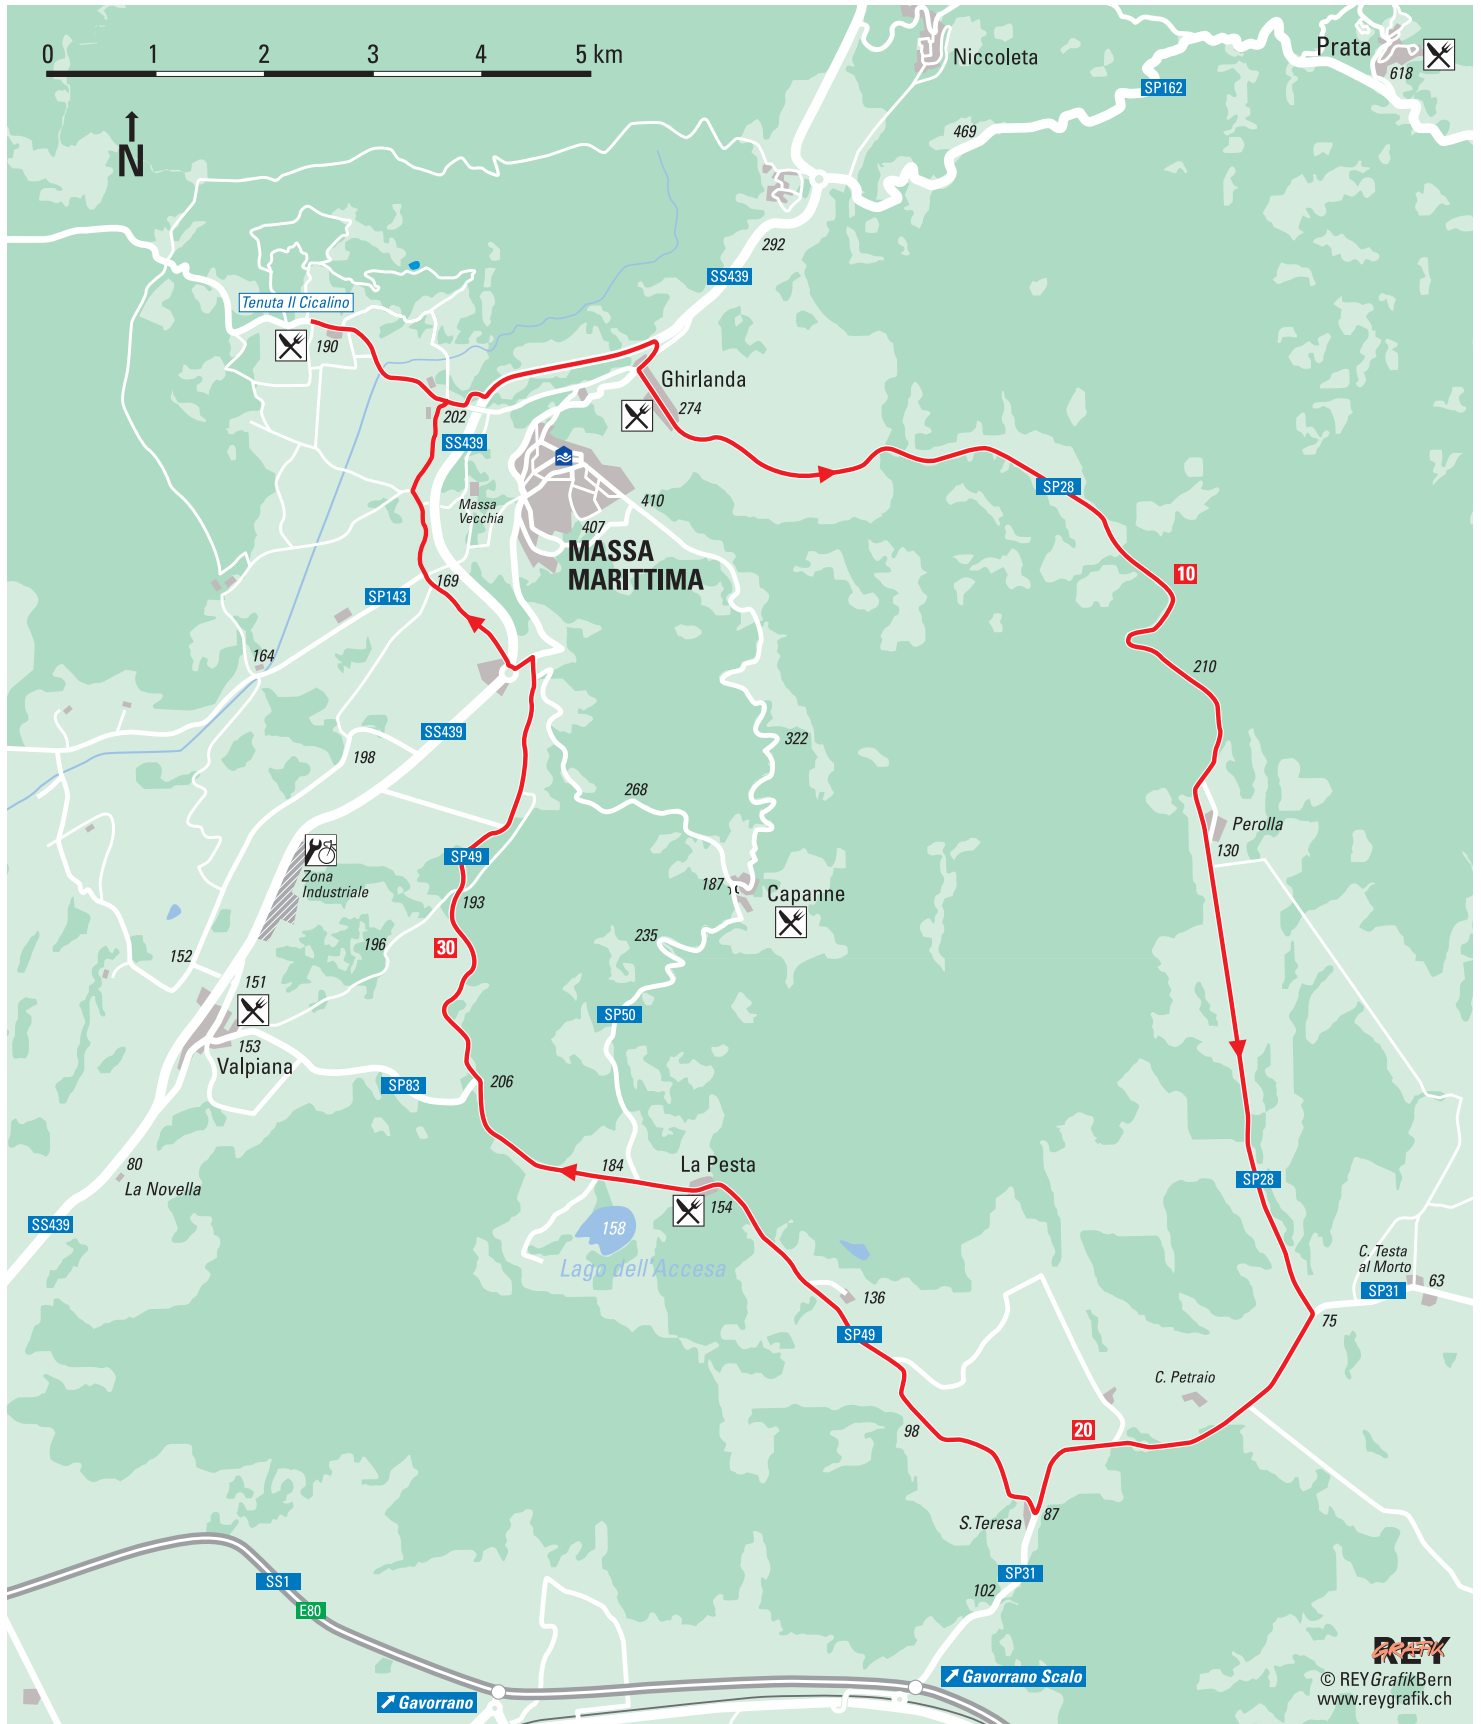 0 1 2 3 4 5 km
N
Niccoleta
Prata
618
SP162
469
292
SS439
Tenuta Il Cicalino
190
Ghirlanda
274
202
SS439
SP28
Massa
Vecchia
410
407
MASSA
MARITTIMA
10
169
SP143
164
210
SS439
198
322
268
Perolla
130
SP49
Zona
Industriale
187
Capanne
193
196
235
30
152
151
SP50
153
Valpiana
SP83
206
80
La Novella
184
La Pesta
154
SP28
158
SS439
Lago dell'Accesa
C. Testa
al Morto
63
SP31
136
75
SP49
C. Petraio
98
20
87
S.Teresa
SP31
102
SS1
E80
REY
GRAFIK
Gavorrano Scalo
Gavorrano
© REYGrafikBern
www.reygrafik.ch